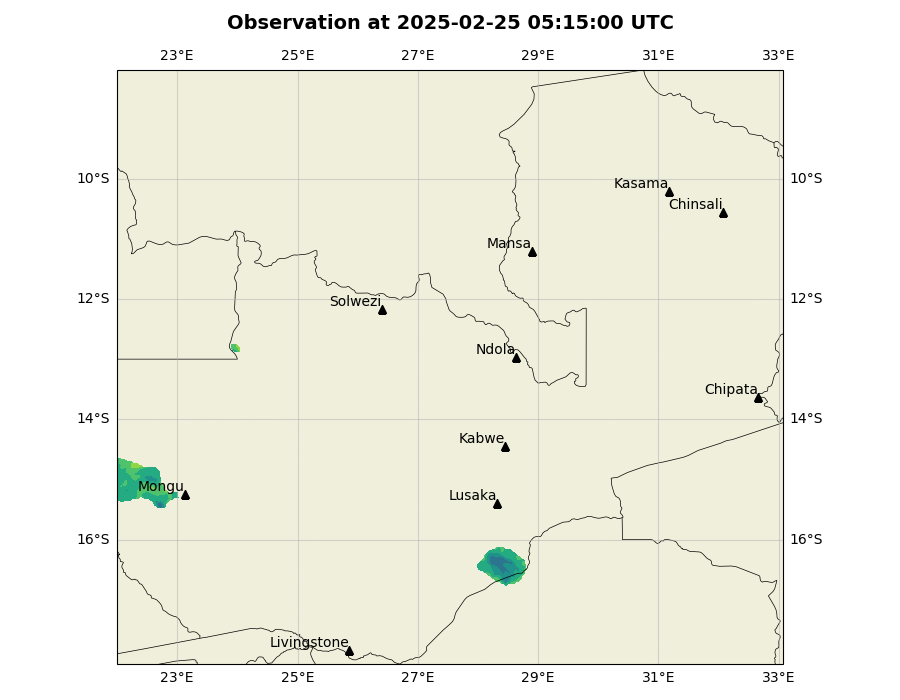 Observation at 2025-02-25 05:15:00 UTC
23°E 25°E 27°E 29°E 31°E 33°E
10°S 10°S
Kasama
Chinsali
Mansa
12°S 12°S
Solwezi
Ndola
Chipata
14°S 14°S
Kabwe
Mongu
Lusaka
16°S 16°S
Livingstone
23°E 25°E 27°E 29°E 31°E 33°E